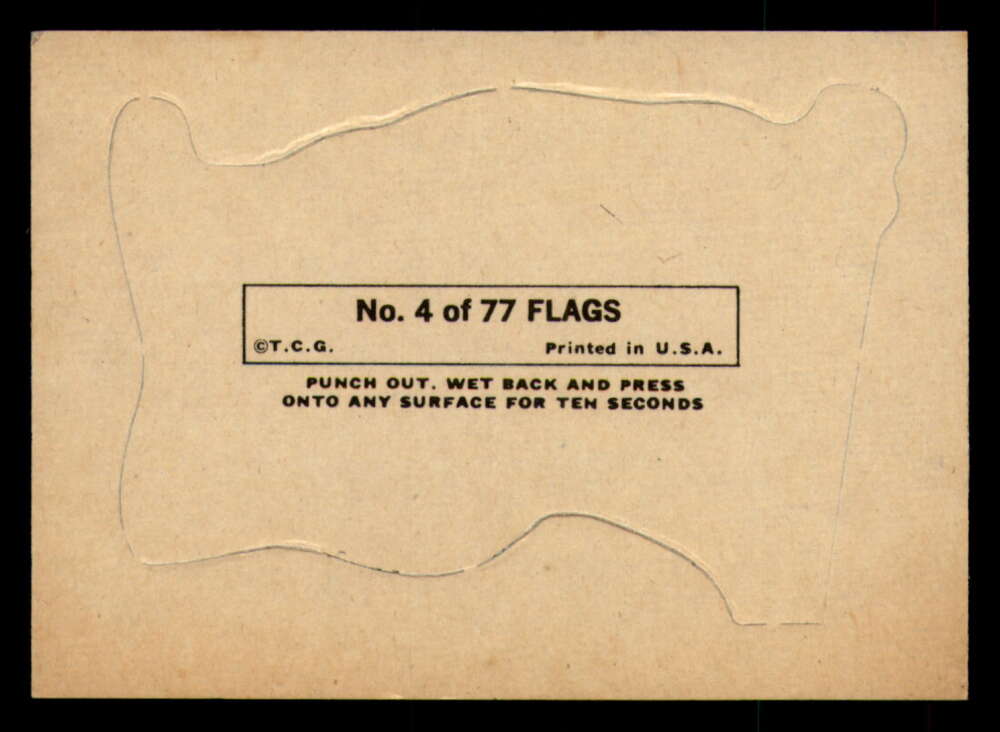 No. 4 of 77 FLAGS
©T.C.G. Printed in U.S.A.
PUNCH OUT. WET BACK AND PRESS
ONTO ANY SURFACE FOR TEN SECONDS